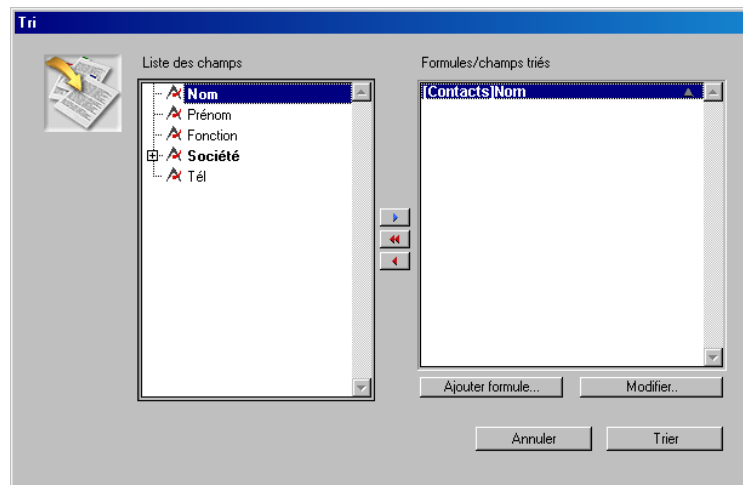 Tri
Liste des champs
Formules/champs triés
Nom
Prénom
Fonction
Société
Tél
[Contacts]Nom
Ajouter formule...
Modifier..
Annuler
Trier